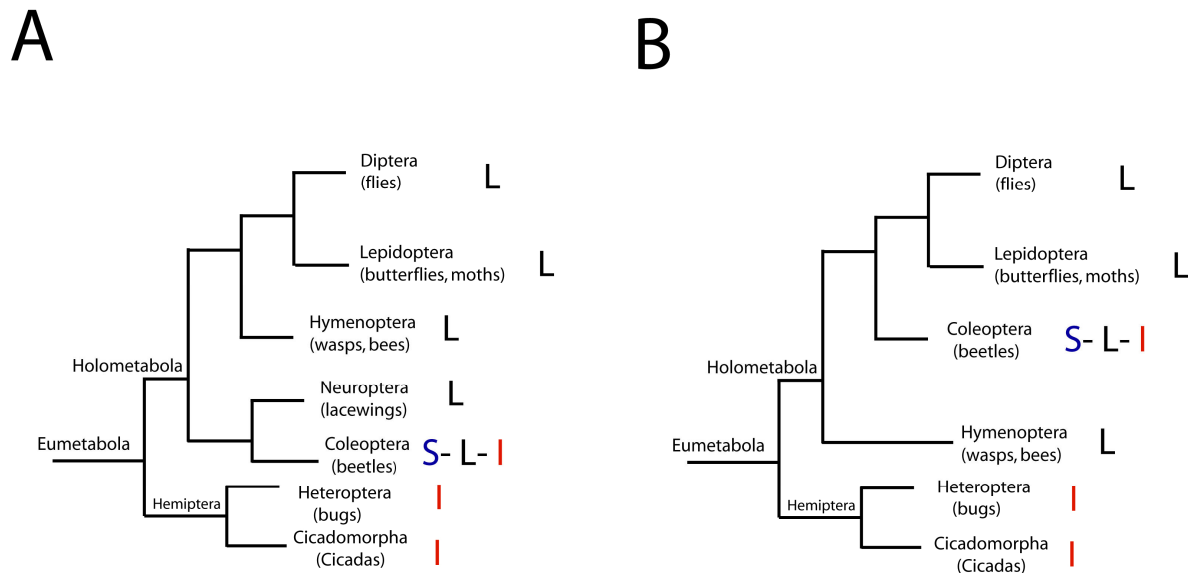 A
B
Diptera
(flies)
L
Lepidoptera
(butterflies, moths)
L
Hymenoptera
(wasps, bees)
L
Holometabola
Neuroptera
(lacewings)
L
Eumetabola
Coleoptera
(beetles)
S- L- I
Hemiptera
Heteroptera
(bugs)
I
Cicadomorpha
(Cicadas)
I
Diptera
(flies)
L
Lepidoptera
(butterflies, moths)
L
Coleoptera
(beetles)
S- L- I
Holometabola
Hymenoptera
(wasps, bees)
L
Eumetabola
Hemiptera
Heteroptera
(bugs)
I
Cicadomorpha
(Cicadas)
I